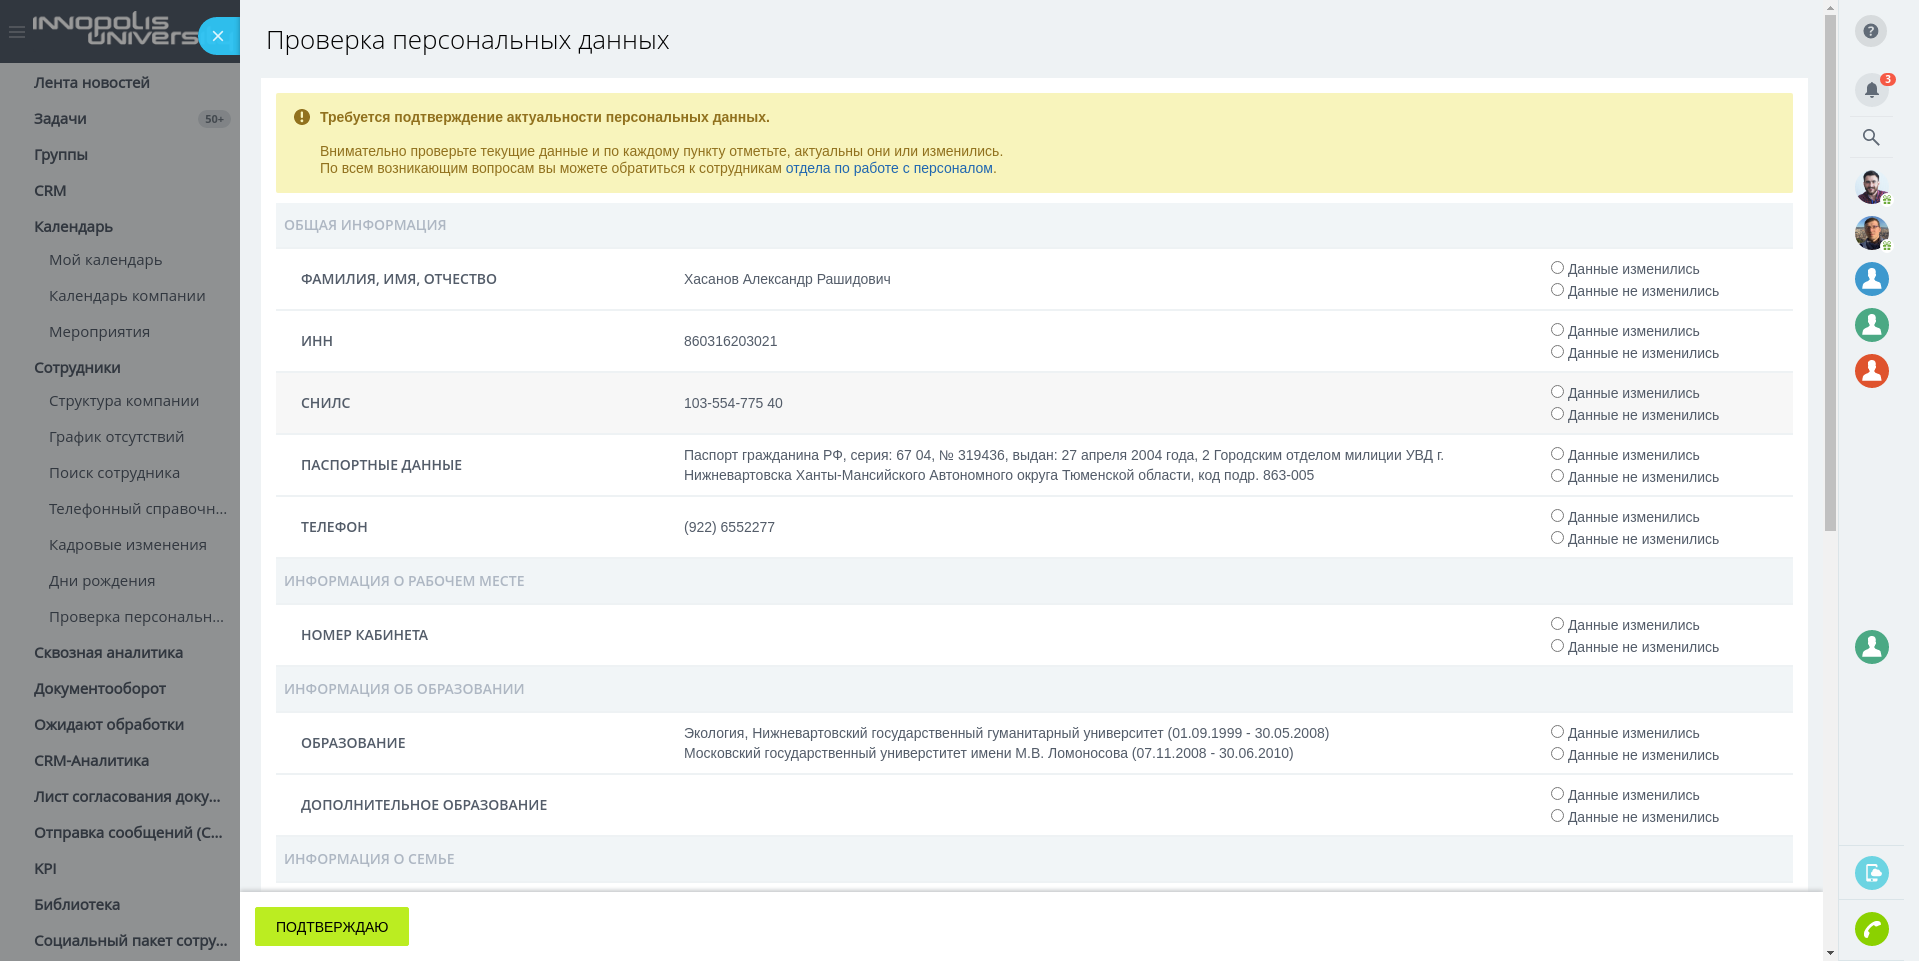 INNOPOLIS
UNIVERS
Лента новостей
Задачи 50+
Группы
CRM
Календарь
Мой календарь
Календарь компании
Мероприятия
Сотрудники
Структура компании
График отсутствий
Поиск сотрудника
Телефонный справочн...
Кадровые изменения
Дни рождения
Проверка персональн...
Сквозная аналитика
Документооборот
Ожидают обработки
CRM-Аналитика
Лист согласования доку...
Отправка сообщений (С...
KPI
Библиотека
Социальный пакет сотру...
Проверка персональных данных
Требуется подтверждение актуальности персональных данных.
Внимательно проверьте текущие данные и по каждому пункту отметьте, актуальны они или изменились.
По всем возникающим вопросам вы можете обратиться к сотрудникам отдела по работе с персоналом.
ОБЩАЯ ИНФОРМАЦИЯ
ФАМИЛИЯ, ИМЯ, ОТЧЕСТВО
Хасанов Александр Рашидович
Данные изменились
Данные не изменились
ИНН
860316203021
Данные изменились
Данные не изменились
СНИЛС
103-554-775 40
Данные изменились
Данные не изменились
ПАСПОРТНЫЕ ДАННЫЕ
Паспорт гражданина РФ, серия: 67 04, № 319436, выдан: 27 апреля 2004 года, 2 Городским отделом милиции УВД г.
Нижневартовска Ханты-Мансийского Автономного округа Тюменской области, код подр. 863-005
Данные изменились
Данные не изменились
ТЕЛЕФОН
(922) 6552277
Данные изменились
Данные не изменились
ИНФОРМАЦИЯ О РАБОЧЕМ МЕСТЕ
НОМЕР КАБИНЕТА
Данные изменились
Данные не изменились
ИНФОРМАЦИЯ ОБ ОБРАЗОВАНИИ
ОБРАЗОВАНИЕ
Экология, Нижневартовский государственный гуманитарный университет (01.09.1999 - 30.05.2008)
Московский государственный универститет имени М.В. Ломоносова (07.11.2008 - 30.06.2010)
Данные изменились
Данные не изменились
ДОПОЛНИТЕЛЬНОЕ ОБРАЗОВАНИЕ
Данные изменились
Данные не изменились
ИНФОРМАЦИЯ О СЕМЬЕ
ПОДТВЕРЖДАЮ
?
3